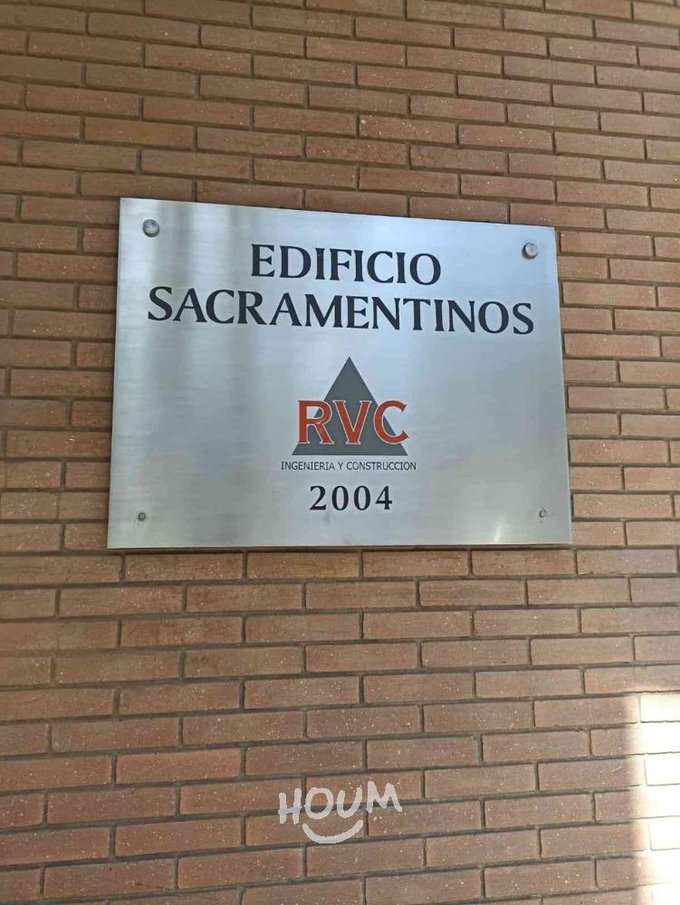 EDIFICIO
SACRAMENTINOS
RVC
INGENIERIA Y CONSTRUCCION
2004
HOUM